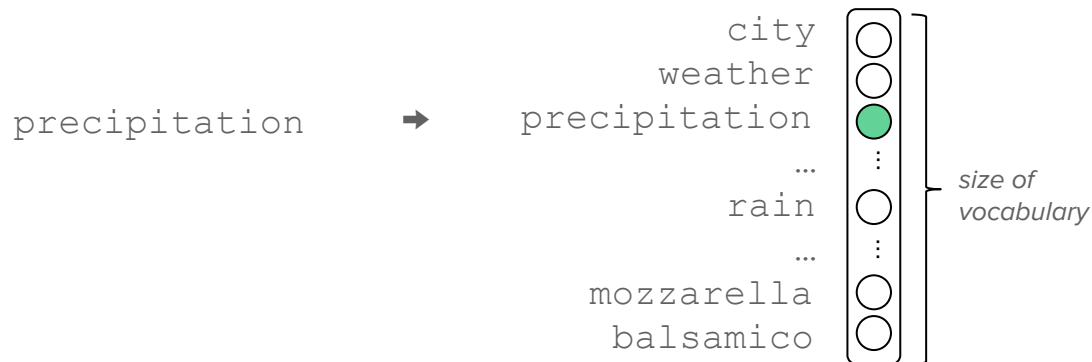 precipitation
➡
city
weather
precipitation
…
rain
…
mozzarella
balsamico
size of
vocabulary